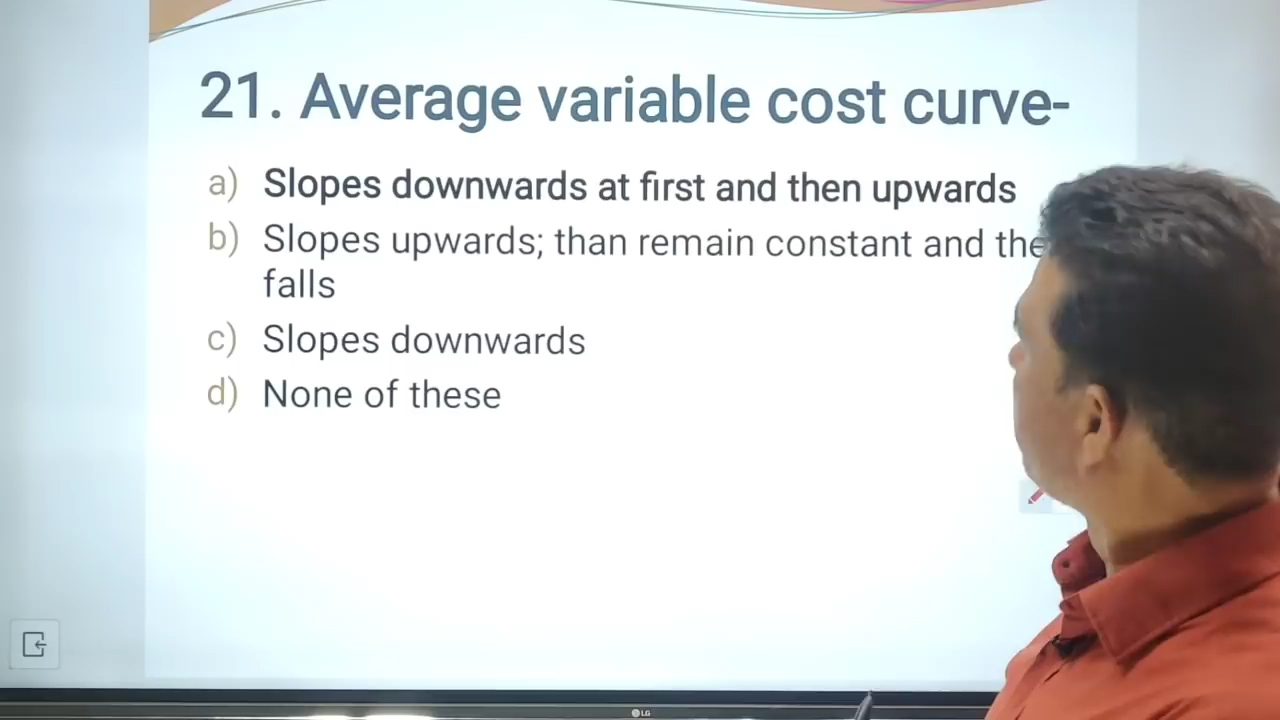 21. Average variable cost curve-
a) Slopes downwards at first and then upwards
b) Slopes upwards; than remain constant and
falls
c) Slopes downwards
d) None of these
LG